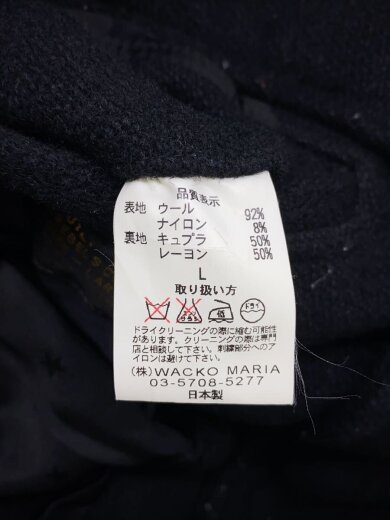 品質表示
表地 ウール 92%
ナイロン 8%
裏地 キュプラ 50%
レーヨン 50%
L
取り扱い方
低 ドライ
ドライクリーニングの際に縮む可能性
があります。クリーニングの際は専門
店と相談して下さい。刺繍部分へのア
イロンは避けて下さい。
(株)WACKO MARIA
03-5708-5277
日本製